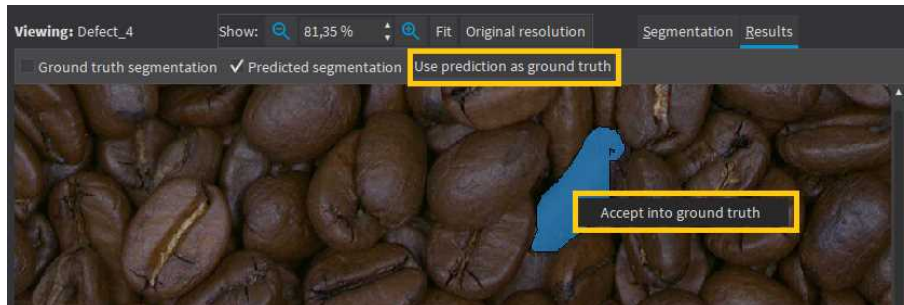 Viewing: Defect_4 Show: 81,35 % Fit Original resolution Segmentation Results
Ground truth segmentation ✓ Predicted segmentation Use prediction as ground truth
Accept into ground truth